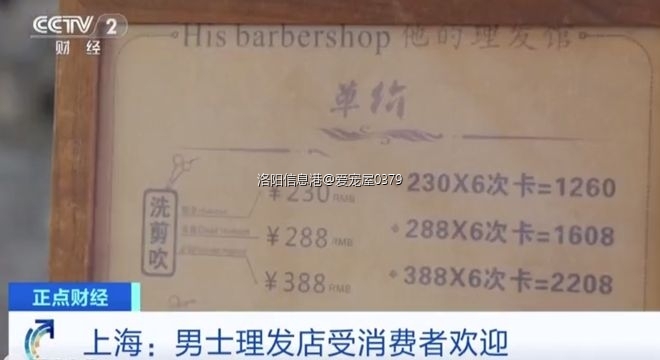 CCTV 2
财经
His barbershop 他的理发馆
单价
洛阳信息港@爱宠屋0379
洗剪吹
¥230 RMB
230X6次卡=1260
¥288 RMB
288X6次卡=1608
¥388 RMB
388X6次卡=2208
正点财经
上海：男士理发店受消费者欢迎